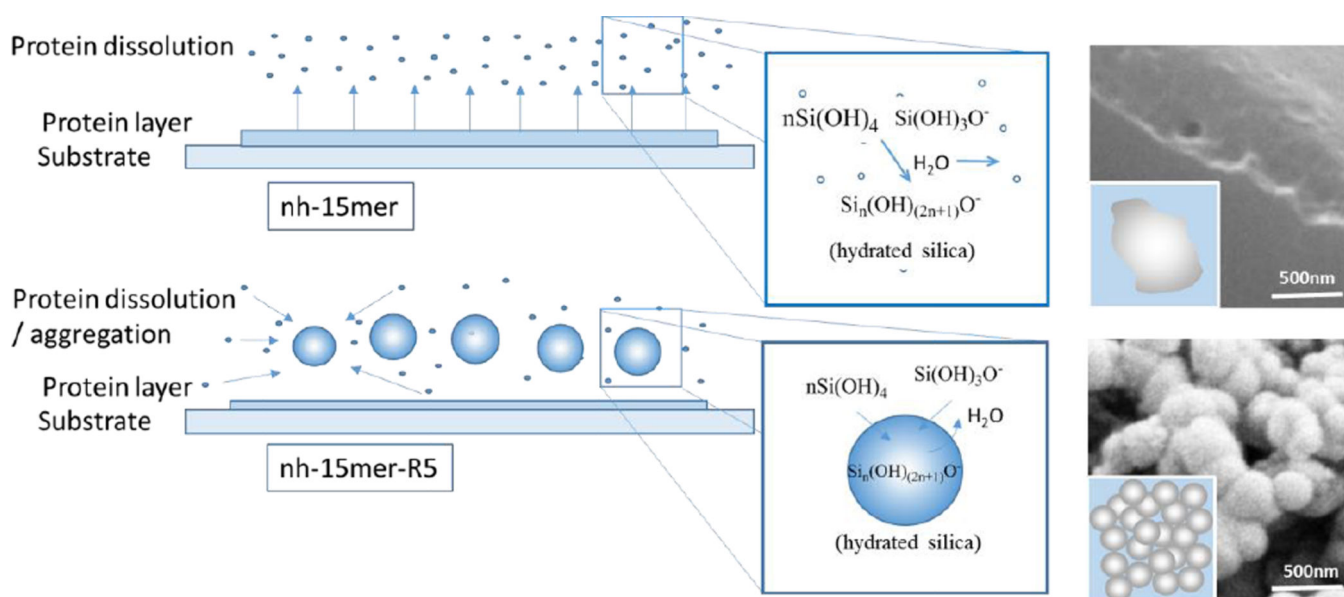 Protein dissolution
Protein layer
Substrate
nh-15mer
nSi(OH)₄ Si(OH)₃O⁻
H₂O
Siₙ(OH)₍₂ₙ₊₁₎O⁻
(hydrated silica)
500nm
Protein dissolution
/ aggregation
Protein layer
Substrate
nh-15mer-R5
Si(OH)₃O⁻
nSi(OH)₄
H₂O
Siₙ(OH)₍₂ₙ₊₁₎O⁻
(hydrated silica)
500nm